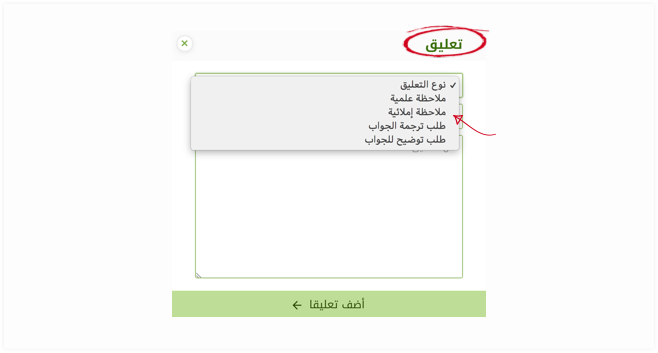 تعليق
نوع التعليق
ملاحظة علمية
ملاحظة إملائية
طلب ترجمة الجواب
طلب توضيح للجواب
أضف تعليقا